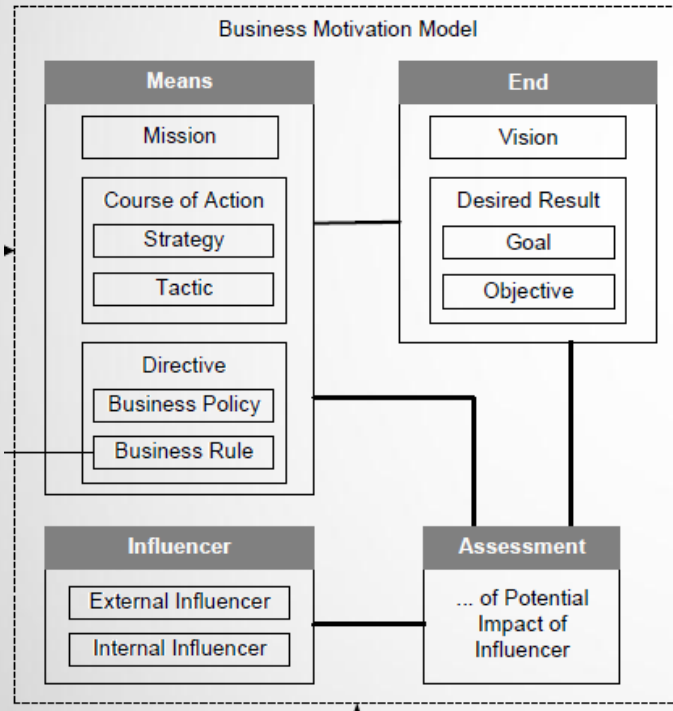 Business Motivation Model
Means
Mission
Course of Action
Strategy
Tactic
Directive
Business Policy
Business Rule
End
Vision
Desired Result
Goal
Objective
Influencer
External Influencer
Internal Influencer
Assessment
... of Potential
Impact of
Influencer